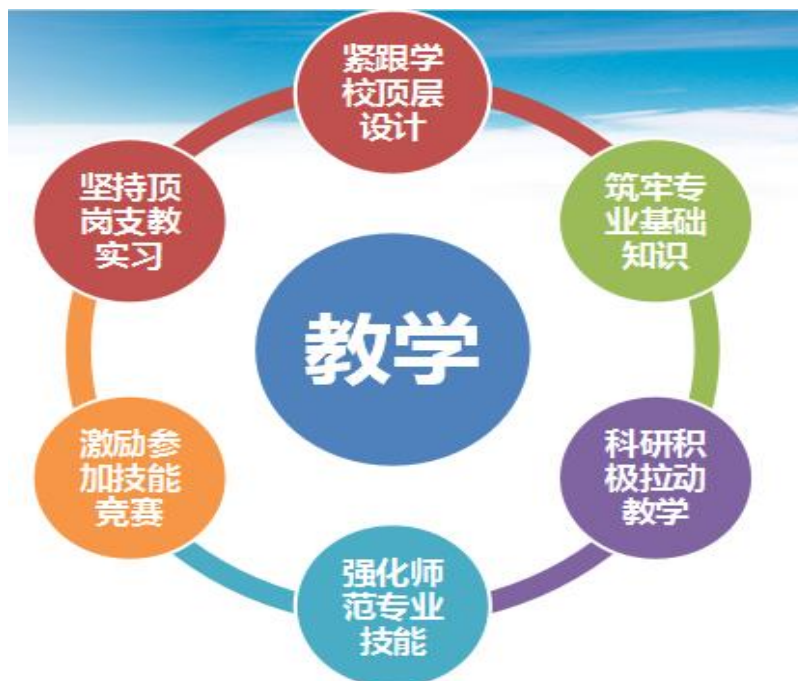 紧跟学
校顶层
设计
筑牢专
业基础
知识
科研积
极拉动
教学
强化师
范专业
技能
激励参
加技能
竞赛
坚持顶
岗支教
实习
教学